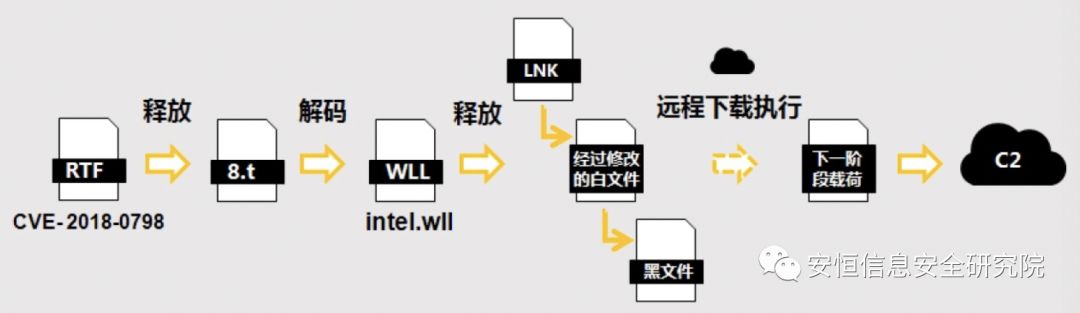 LNK
释放
解码
释放
远程下载执行
RTF
8.t
WLL
经过修改
的白文件
下一阶
段载荷
C2
CVE-2018-0798
intel.wll
黑文件
安恒信息安全研究院